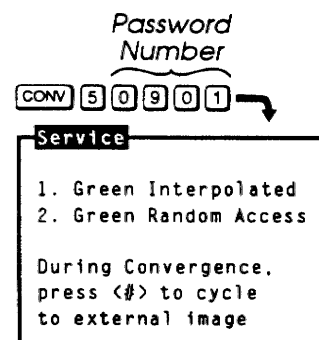 Password
Number
CONV 5 0 9 0 1
Service
1. Green Interpolated
2. Green Random Access
During Convergence,
press <#> to cycle
to external image